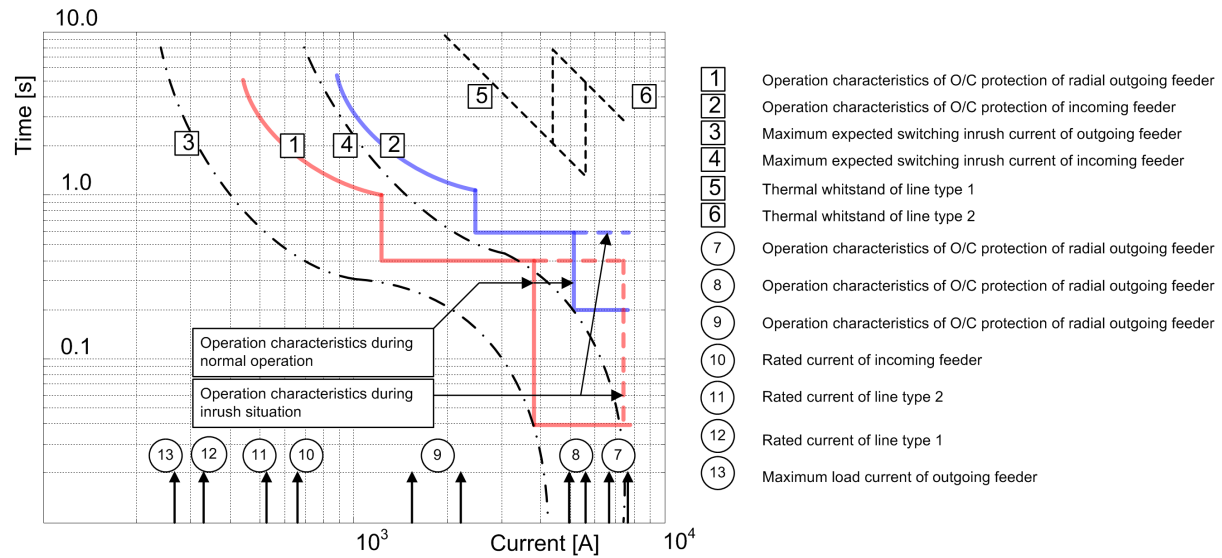 10.0
Time [s]
1.0
0.1
5
6
3
1
4
2
Operation characteristics during
normal operation
Operation characteristics during
inrush situation
13
12
11
10
9
8
7
10³
Current [A]
10⁴
1 Operation characteristics of O/C protection of radial outgoing feeder
2 Operation characteristics of O/C protection of incoming feeder
3 Maximum expected switching inrush current of outgoing feeder
4 Maximum expected switching inrush current of incoming feeder
5 Thermal whitstand of line type 1
6 Thermal whitstand of line type 2
7 Operation characteristics of O/C protection of radial outgoing feeder
8 Operation characteristics of O/C protection of radial outgoing feeder
9 Operation characteristics of O/C protection of radial outgoing feeder
10 Rated current of incoming feeder
11 Rated current of line type 2
12 Rated current of line type 1
13 Maximum load current of outgoing feeder